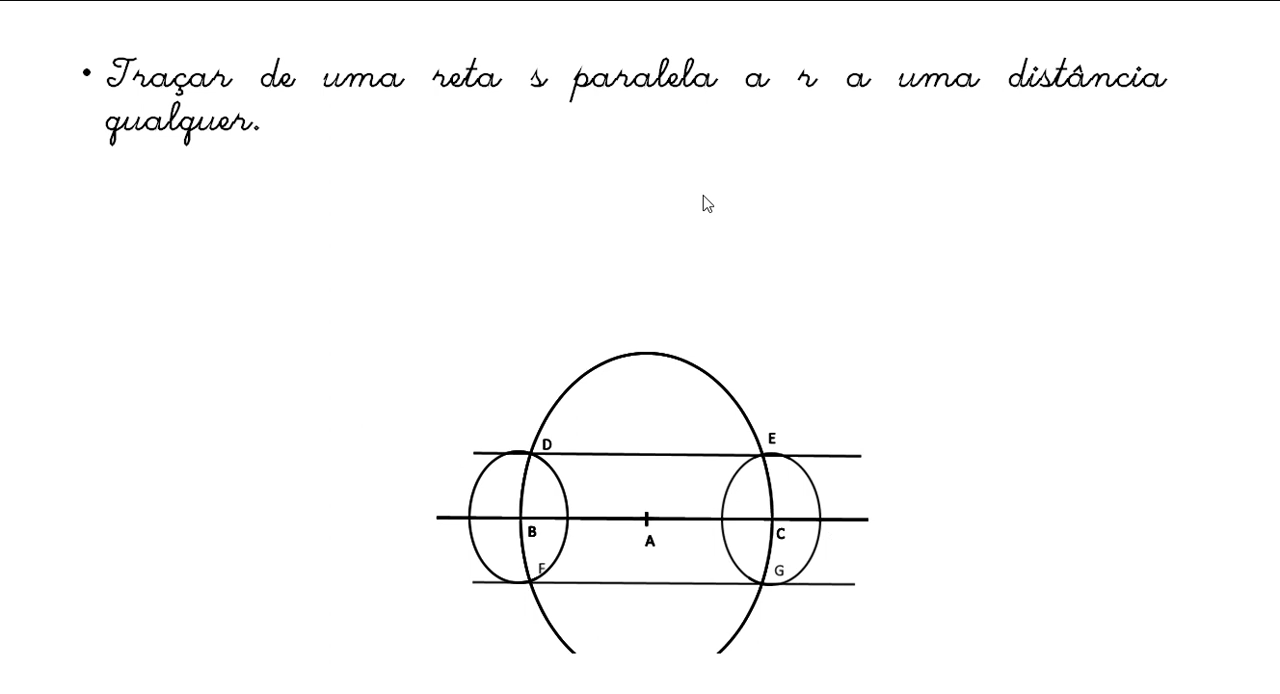 • Traçar de uma reta s paralela a r a uma distância
qualquer.
D
E
B
A
C
F
G